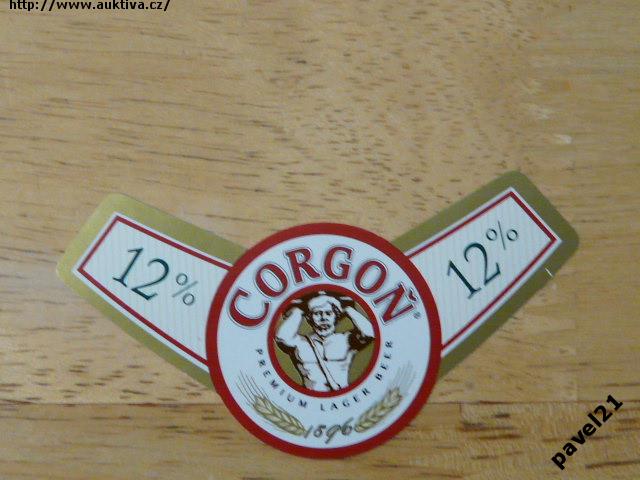 http://www.auktiva.cz/
12%
CORGOŇ®
12%
PREMIUM LAGER BEER
1896
pavel21